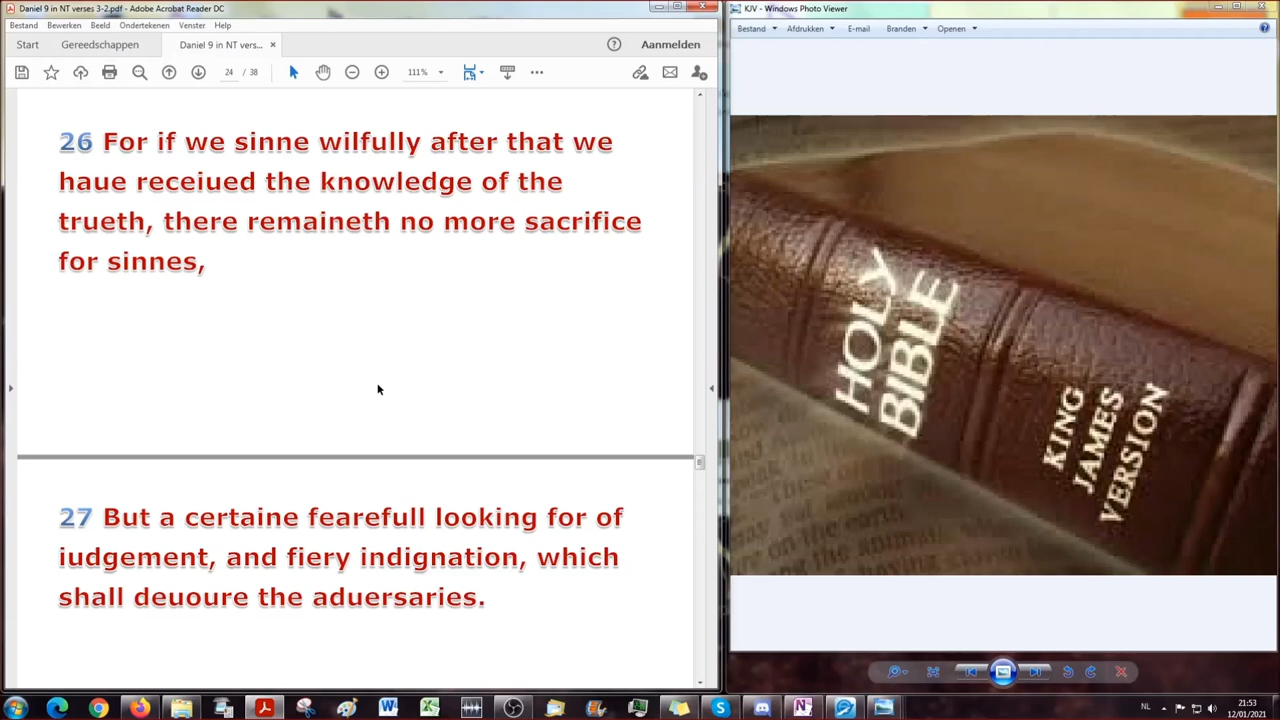 Daniel 9 in NT verses 3-2.pdf - Adobe Acrobat Reader DC
Bestand Bewerken Beeld Ondertekenen Venster Help
Start Gereedschappen Daniel 9 in NT vers... × Aanmelden
24 / 38 111%
26 For if we sinne wilfully after that we
haue receiued the knowledge of the
trueth, there remaineth no more sacrifice
for sinnes,
27 But a certaine fearefull looking for of
iudgement, and fiery indignation, which
shall deuoure the aduersaries.
KJV - Windows Photo Viewer
Bestand Afdrukken E-mail Branden Openen
HOLY
BIBLE
KING
JAMES
VERSION
NL 21:53
12/01/2021